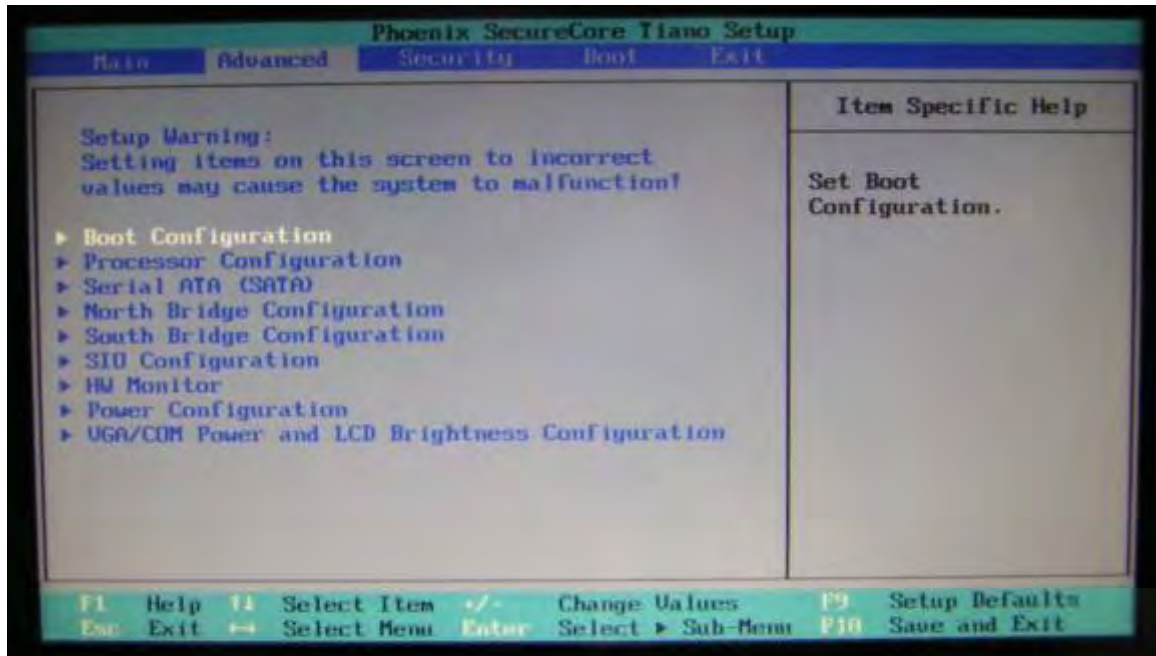 Phoenix SecureCore Tiano Setup
Main Advanced Security Boot Exit
Item Specific Help
Setup Warning:
Setting items on this screen to incorrect
values may cause the system to malfunction!
Set Boot
Configuration.
► Boot Configuration
► Processor Configuration
► Serial ATA (SATA)
► North Bridge Configuration
► South Bridge Configuration
► SIO Configuration
► HW Monitor
► Power Configuration
► VGA/COM Power and LCD Brightness Configuration
F1 Help ↑↓ Select Item +/- Change Values F9 Setup Defaults
Esc Exit ↔ Select Menu Enter Select ► Sub-Menu F10 Save and Exit